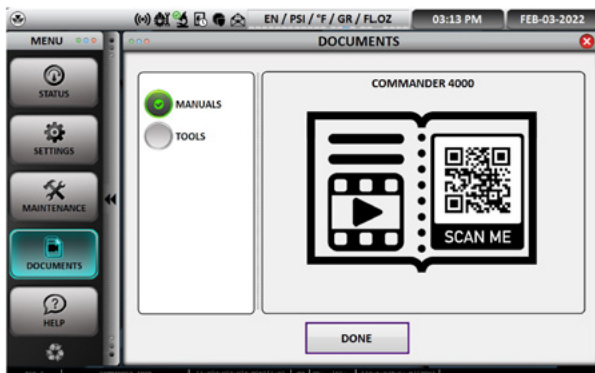 EN / PSI / °F / GR / FL.OZ
03:13 PM
FEB-03-2022
MENU
DOCUMENTS
STATUS
SETTINGS
MAINTENANCE
DOCUMENTS
HELP
MANUALS
TOOLS
COMMANDER 4000
SCAN ME
DONE